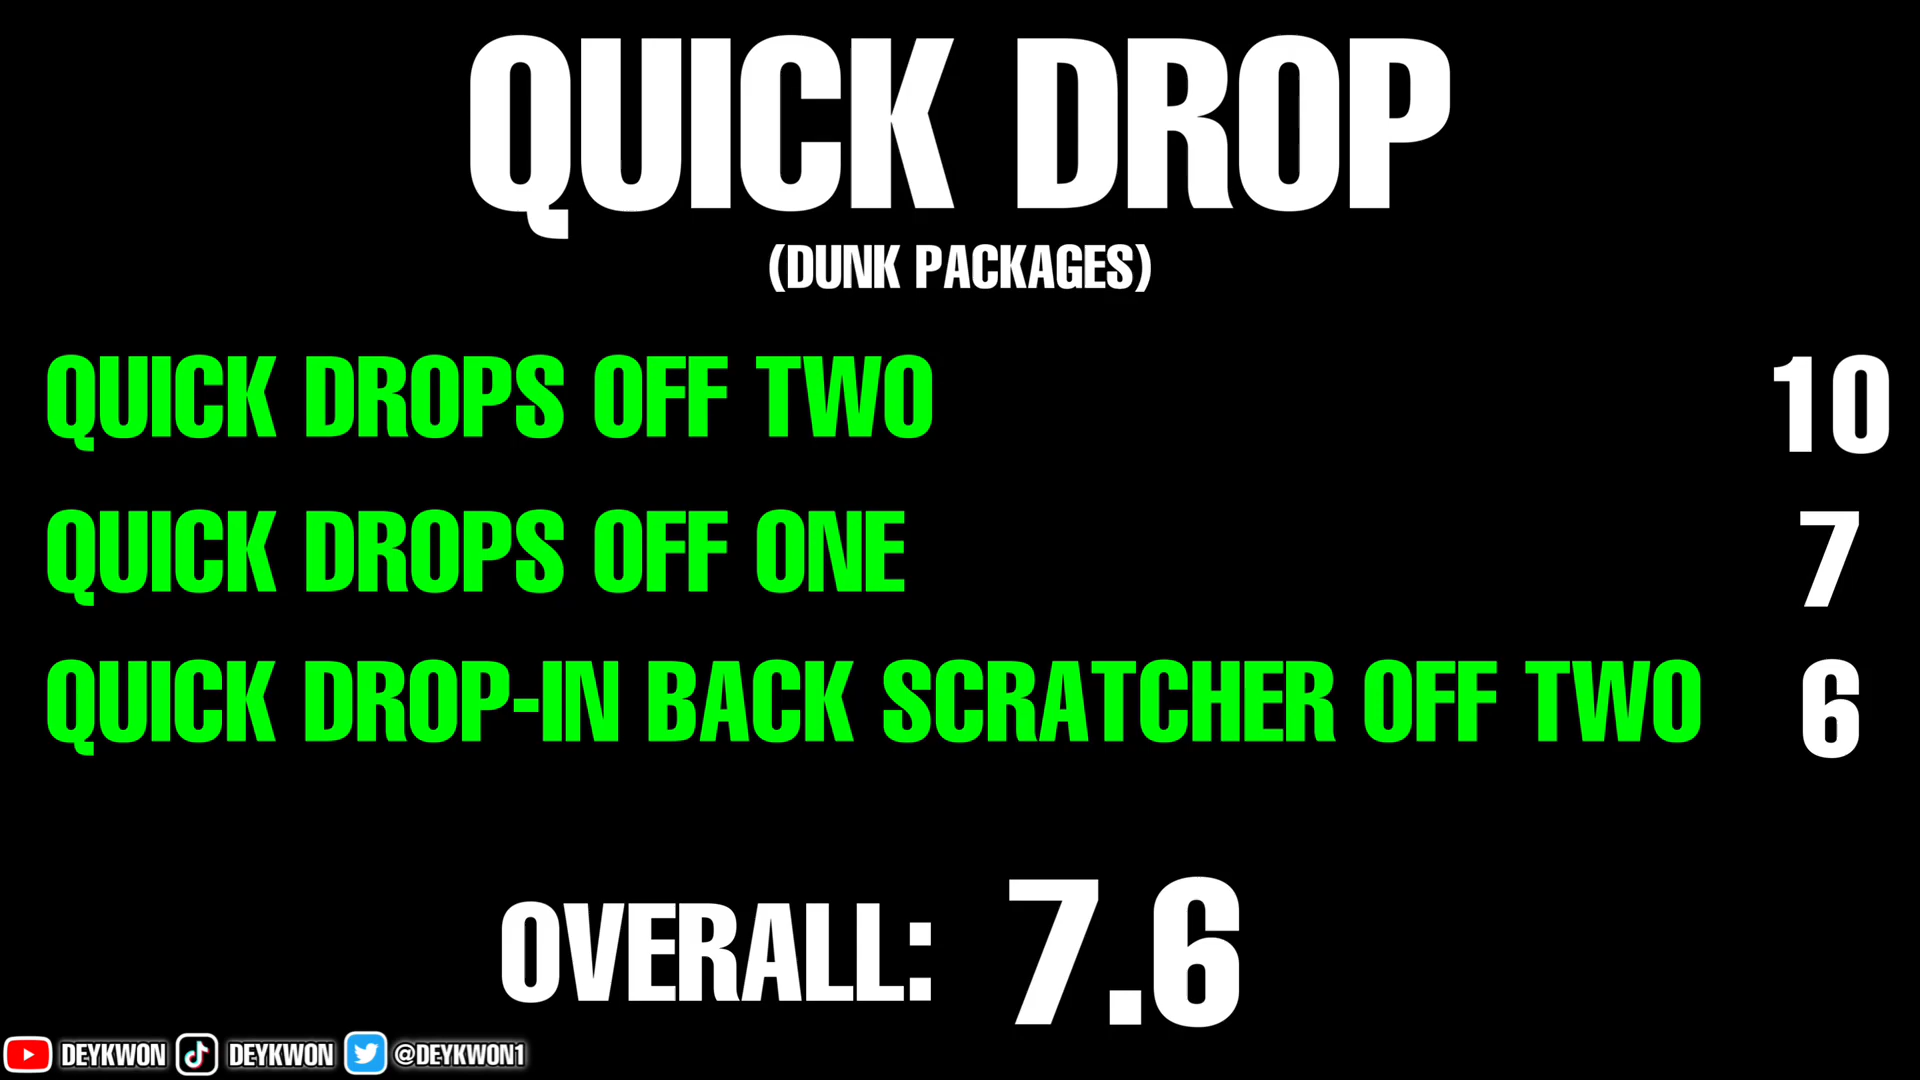 QUICK DROP
(DUNK PACKAGES)
QUICK DROPS OFF TWO 10
QUICK DROPS OFF ONE 7
QUICK DROP-IN BACK SCRATCHER OFF TWO 6
OVERALL: 7.6
DEYKWON DEYKWON @DEYKWON1